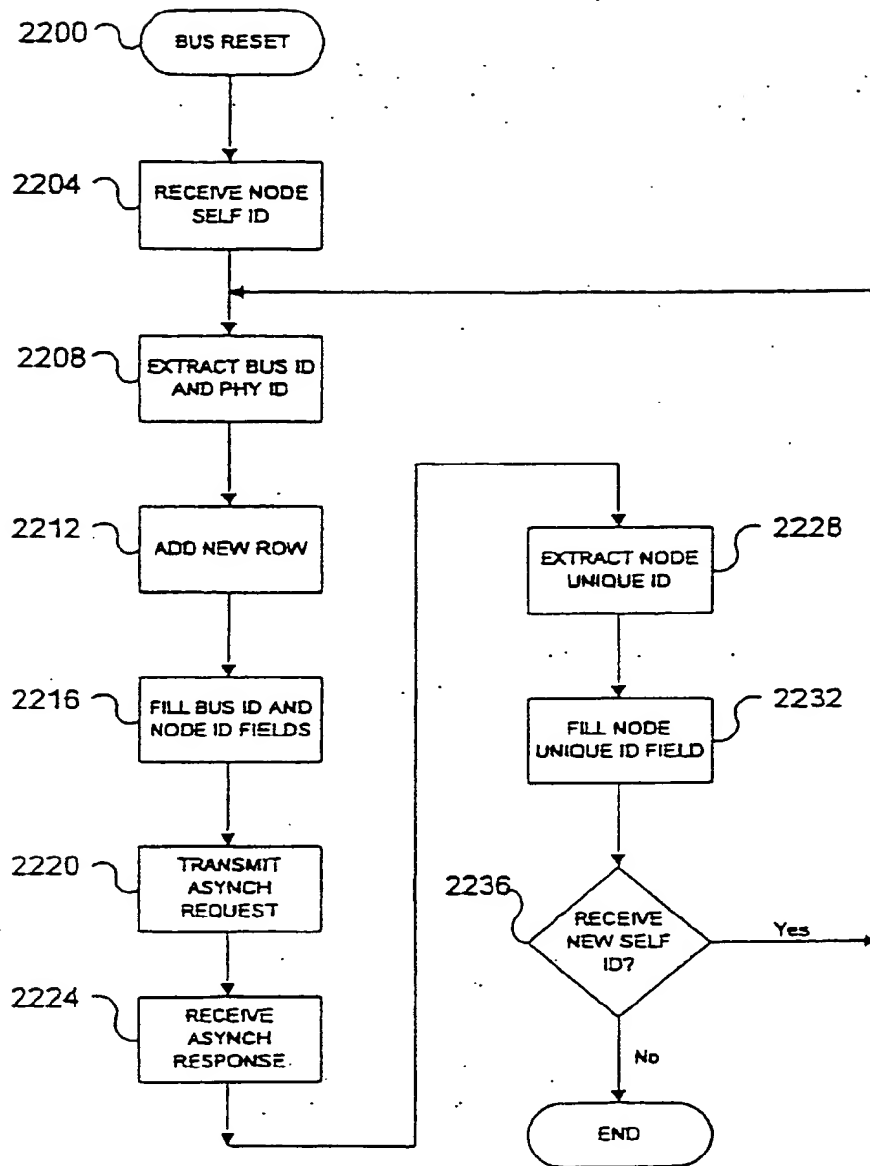 2200
BUS RESET
2204
RECEIVE NODE
SELF ID
2208
EXTRACT BUS ID
AND PHY ID
2212
ADD NEW ROW
2216
FILL BUS ID AND
NODE ID FIELDS
2220
TRANSMIT
ASYNCH
REQUEST
2224
RECEIVE
ASYNCH
RESPONSE
2228
EXTRACT NODE
UNIQUE ID
2232
FILL NODE
UNIQUE ID FIELD
2236
RECEIVE
NEW SELF
ID?
Yes
No
END